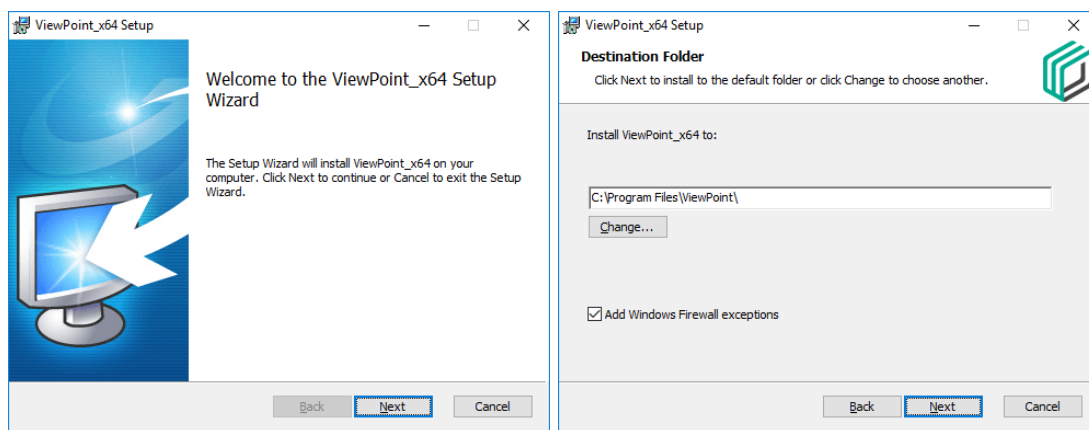 ViewPoint_x64 Setup
Welcome to the ViewPoint_x64 Setup
Wizard
The Setup Wizard will install ViewPoint_x64 on your
computer. Click Next to continue or Cancel to exit the Setup
Wizard.
Back Next Cancel
ViewPoint_x64 Setup
Destination Folder
Click Next to install to the default folder or click Change to choose another.
Install ViewPoint_x64 to:
C:\Program Files\ViewPoint\
Change...
Add Windows Firewall exceptions
Back Next Cancel